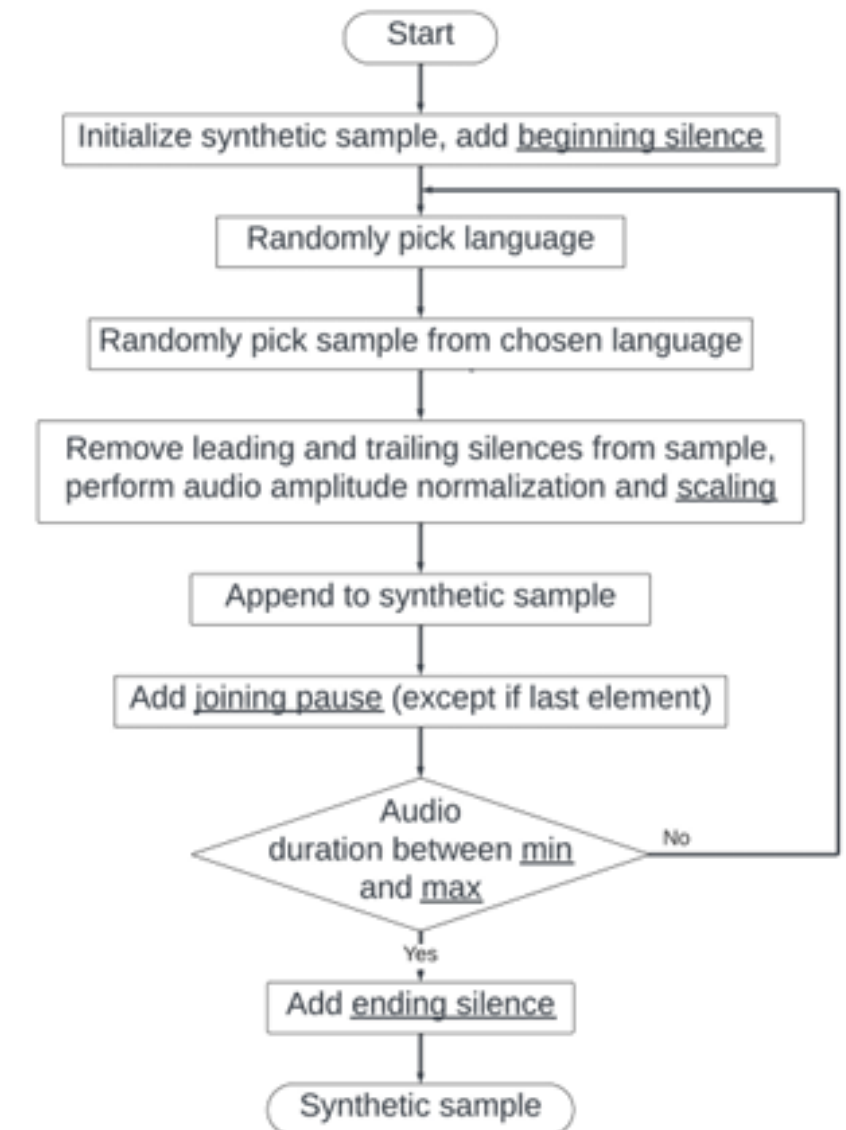 Start
Initialize synthetic sample, add beginning silence
Randomly pick language
Randomly pick sample from chosen language
Remove leading and trailing silences from sample,
perform audio amplitude normalization and scaling
Append to synthetic sample
Add joining pause (except if last element)
Audio
duration between min
and max
No
Yes
Add ending silence
Synthetic sample